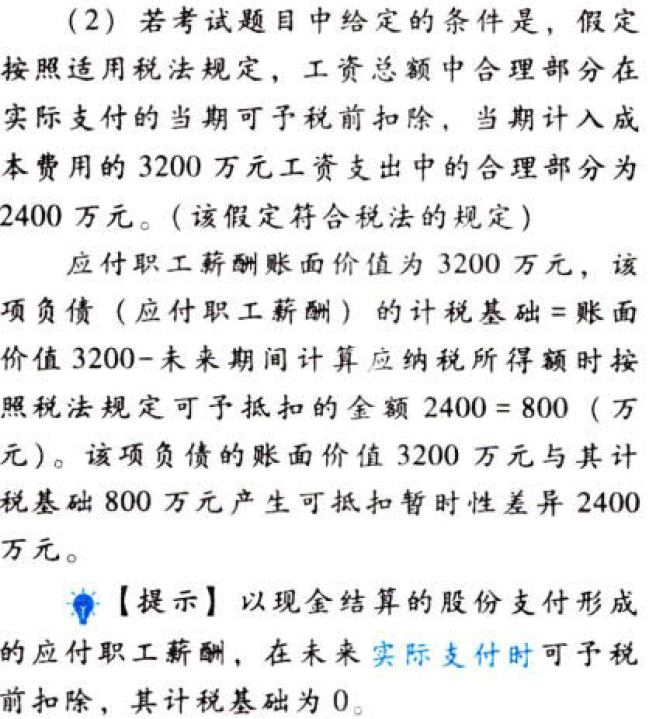 (2) 若考试题目中给定的条件是，假定
按照适用税法规定，工资总额中合理部分在
实际支付的当期可予税前扣除，当期计入成
本费用的 3200 万元工资支出中的合理部分为
2400 万元。(该假定符合税法的规定)
应付职工薪酬账面价值为 3200 万元，该
项负债（应付职工薪酬）的计税基础=账面
价值 3200-未来期间计算应纳税所得额时按
照税法规定可予抵扣的金额 2400 = 800（万
元)。该项负债的账面价值 3200 万元与其计
税基础 800 万元产生可抵扣暂时性差异 2400
万元。
【提示】以现金结算的股份支付形成
的应付职工薪酬，在未来实际支付时可予税
前扣除，其计税基础为 0。